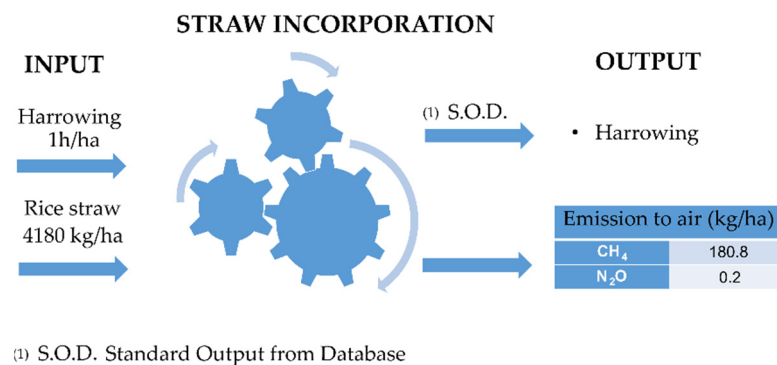 STRAW INCORPORATION
INPUT
OUTPUT
Harrowing
1h/ha
(1) S.O.D.
• Harrowing
Rice straw
4180 kg/ha
Emission to air (kg/ha)
CH₄ 180.8
N₂O 0.2
(1) S.O.D. Standard Output from Database